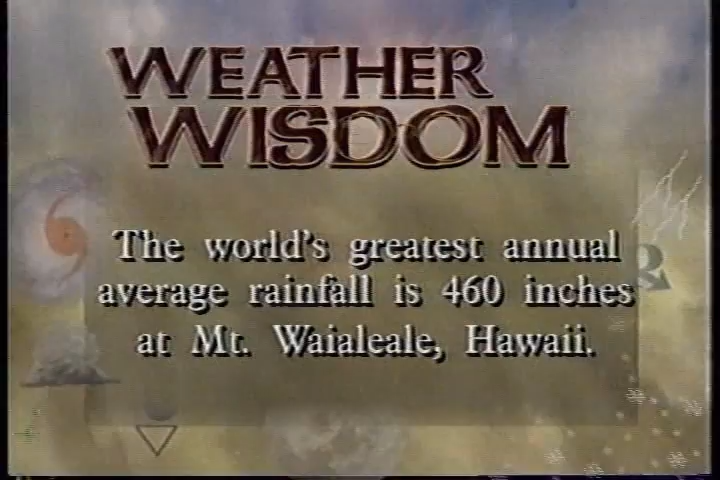 WEATHER
WISDOM
The world's greatest annual
average rainfall is 460 inches
at Mt. Waialeale, Hawaii.